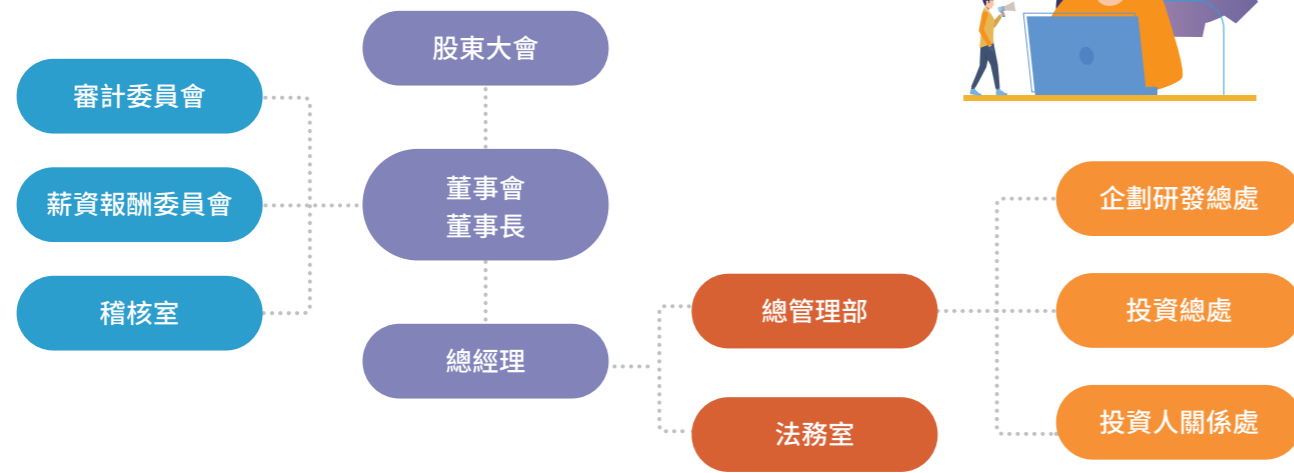 股東大會
審計委員會
薪資報酬委員會
稽核室
董事會
董事長
總經理
總管理部
法務室
企劃研發總處
投資總處
投資人關係處